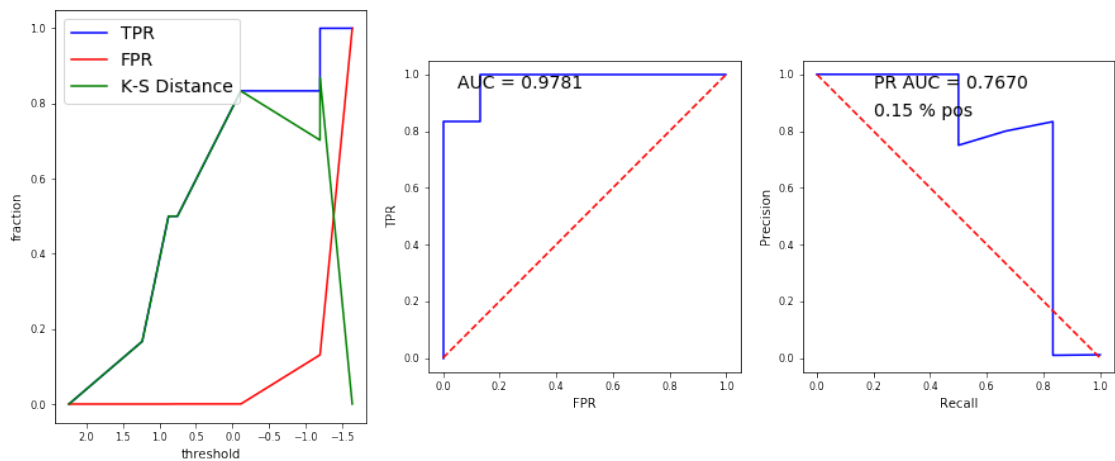 TPR
FPR
K-S Distance
1.0
0.8
0.6
0.4
0.2
0.0
fraction
2.0 1.5 1.0 0.5 0.0 −0.5 −1.0 −1.5
threshold
AUC = 0.9781
1.0
0.8
0.6
0.4
0.2
0.0
TPR
0.0 0.2 0.4 0.6 0.8 1.0
FPR
PR AUC = 0.7670
0.15 % pos
1.0
0.8
0.6
0.4
0.2
0.0
Precision
0.0 0.2 0.4 0.6 0.8 1.0
Recall